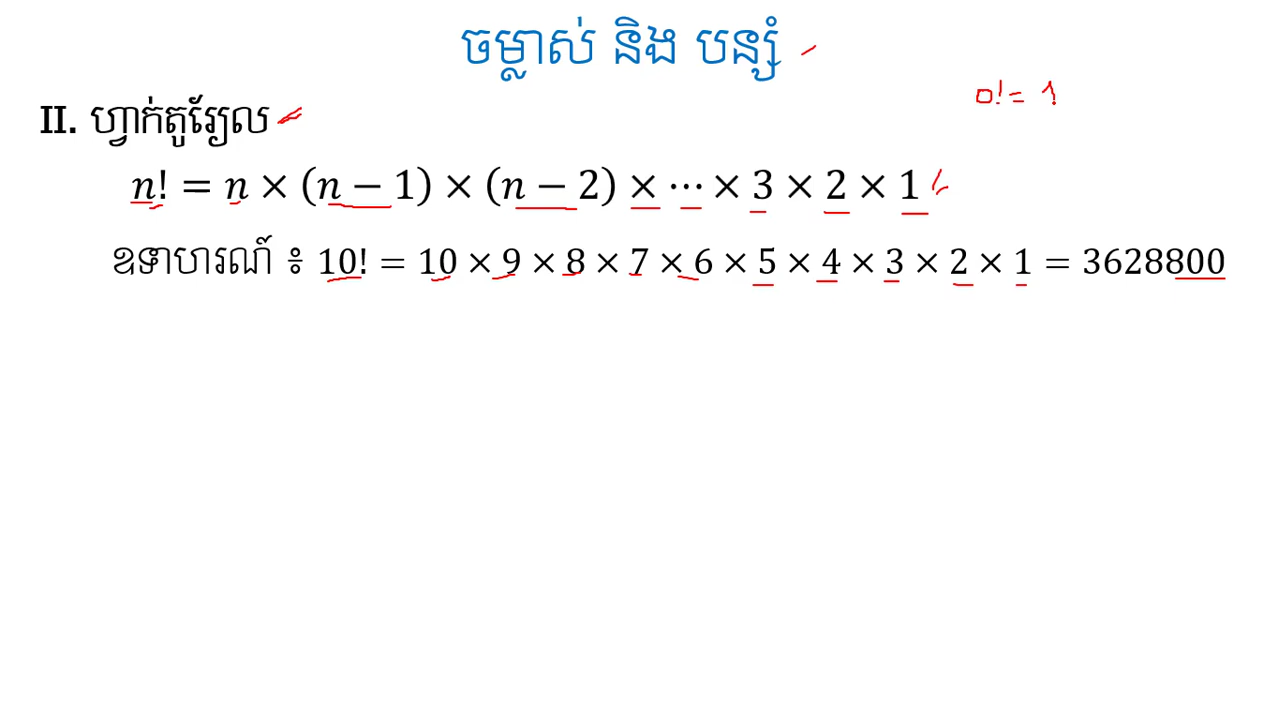 ចម្លាស់ និង បន្សំ
0! = 1
II. ហ្វាក់តូរ្យែល
n! = n × (n − 1) × (n − 2) × ⋯ × 3 × 2 × 1
ឧទាហរណ៍ ៖ 10! = 10 × 9 × 8 × 7 × 6 × 5 × 4 × 3 × 2 × 1 = 3628800